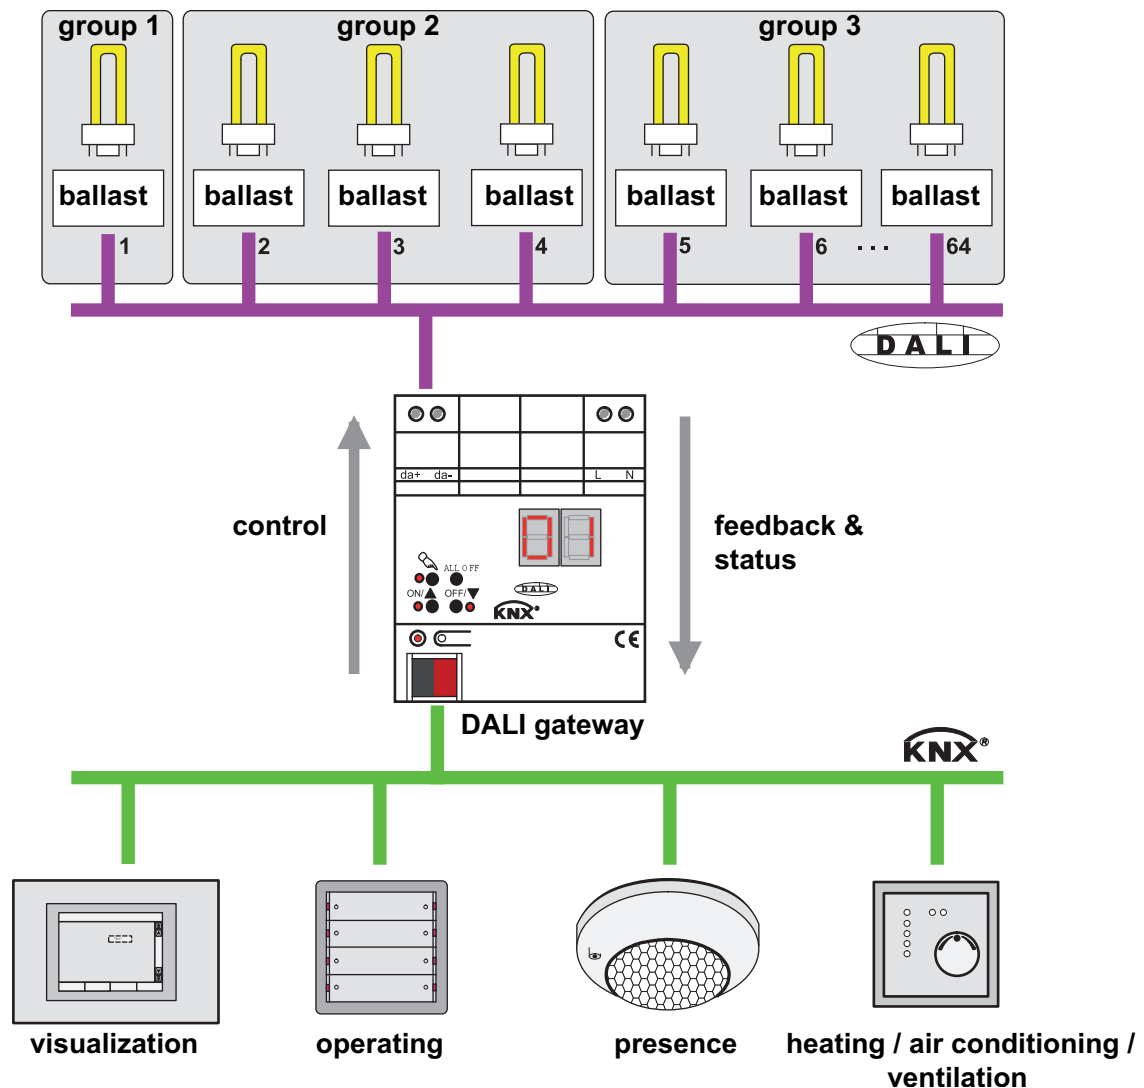 group 1 group 2 group 3
ballast ballast ballast ballast ballast ballast ballast
1 2 3 4 5 6 ... 64
DALI
da+ da- L N
control
feedback &
status
01
ALL OFF
ON/▲ OFF/▼
DALI
KNX®
CE
DALI gateway
KNX®
visualization operating presence heating / air conditioning /
ventilation